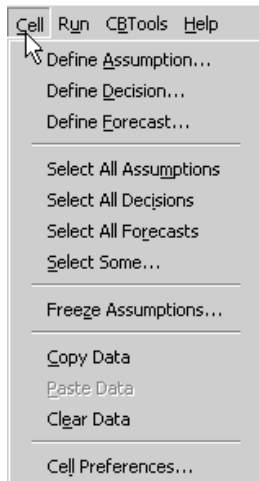 Cell Run CBTools Help
Define Assumption...
Define Decision...
Define Forecast...
Select All Assumptions
Select All Decisions
Select All Forecasts
Select Some...
Freeze Assumptions...
Copy Data
Paste Data
Clear Data
Cell Preferences...